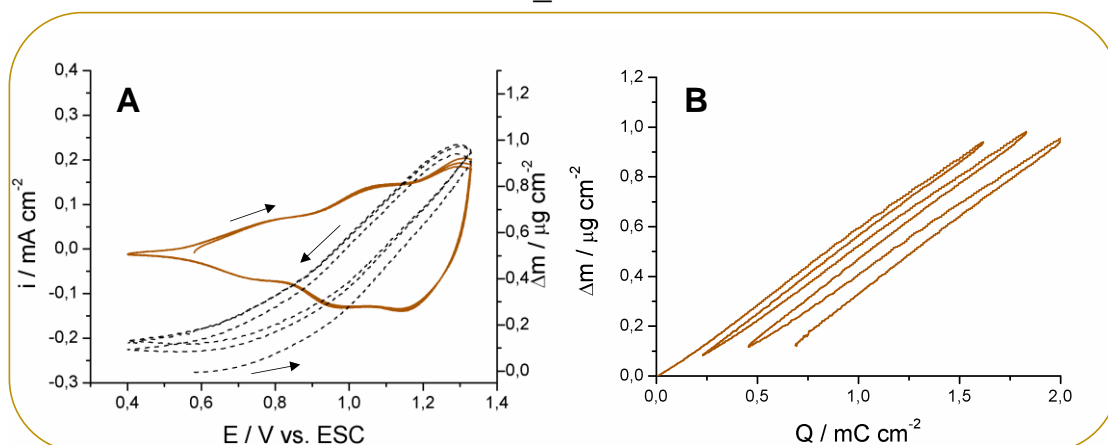 A
0,4
0,3
0,2
0,1
0,0
-0,1
-0,2
-0,3
i / mA cm-2
0,4 0,6 0,8 1,0 1,2 1,4
E / V vs. ESC
1,2
1,0
0,8
0,6
0,4
0,2
0,0
Δm / μg cm-2
B
1,2
1,0
0,8
0,6
0,4
0,2
0,0
Δm / μg cm-2
0,0 0,5 1,0 1,5 2,0
Q / mC cm-2